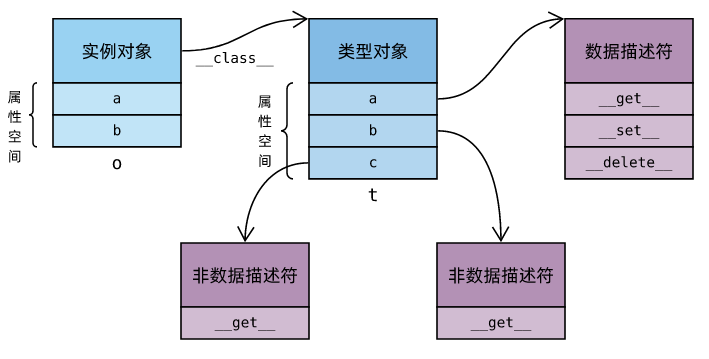 实例对象
a
b
o
属性空间
__class__
类型对象
a
b
c
t
属性空间
数据描述符
__get__
__set__
__delete__
非数据描述符
__get__
非数据描述符
__get__